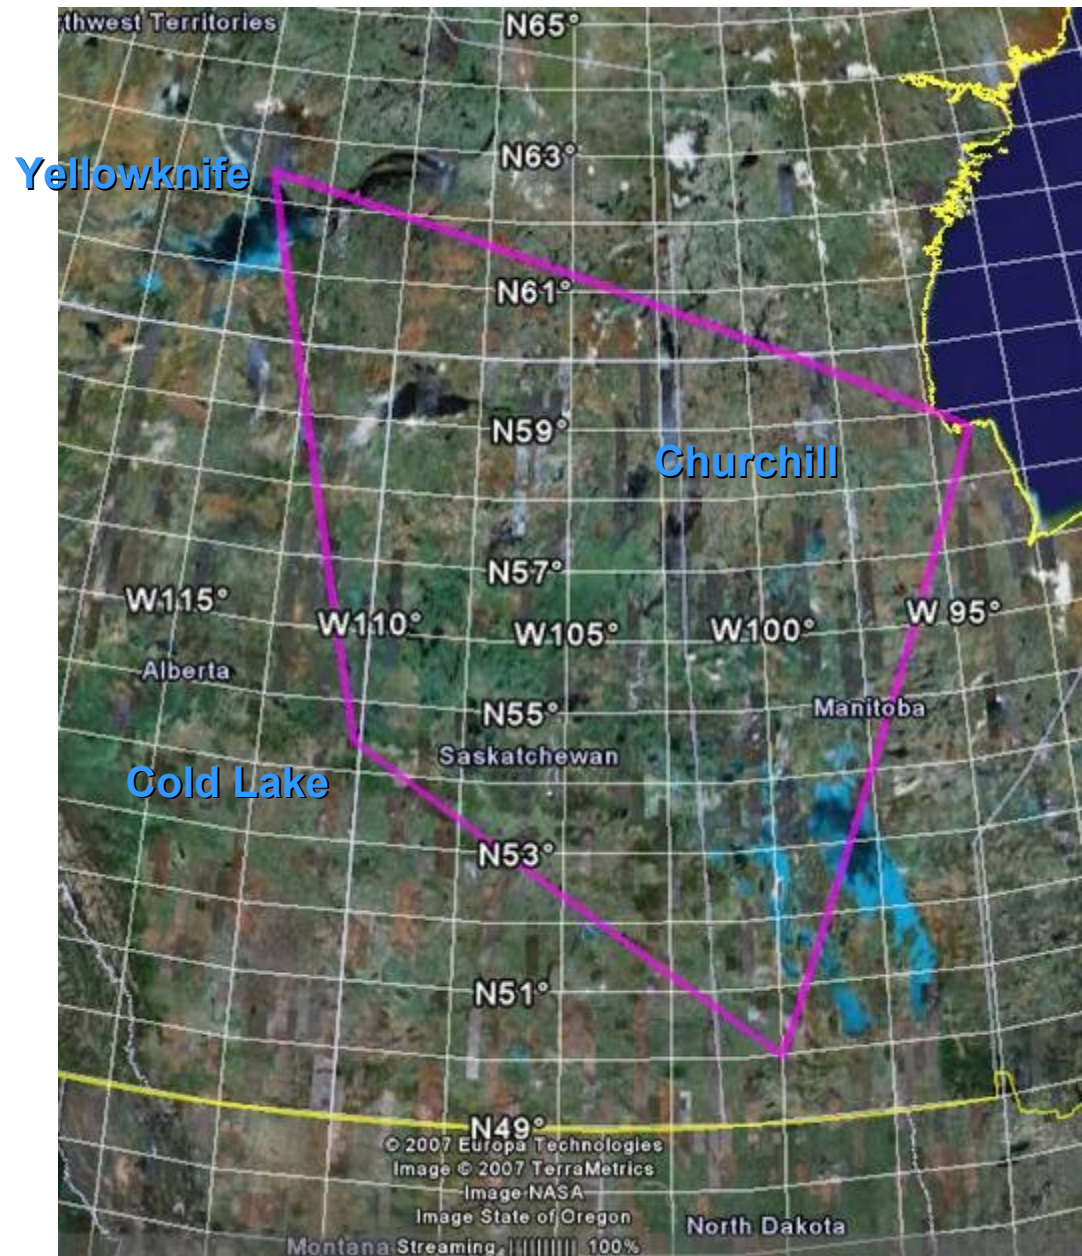 rthwest Territories
N65°
N63°
Yellowknife
N61°
N59°
Churchill
N57°
W115°
W110°
W105°
W100°
W 95°
Alberta
N55°
Manitoba
Saskatchewan
Cold Lake
N53°
N51°
N49°
© 2007 Europa Technologies
Image © 2007 TerraMetrics
Image NASA
Image State of Oregon
North Dakota
Montana
Streaming |||||||||| 100%